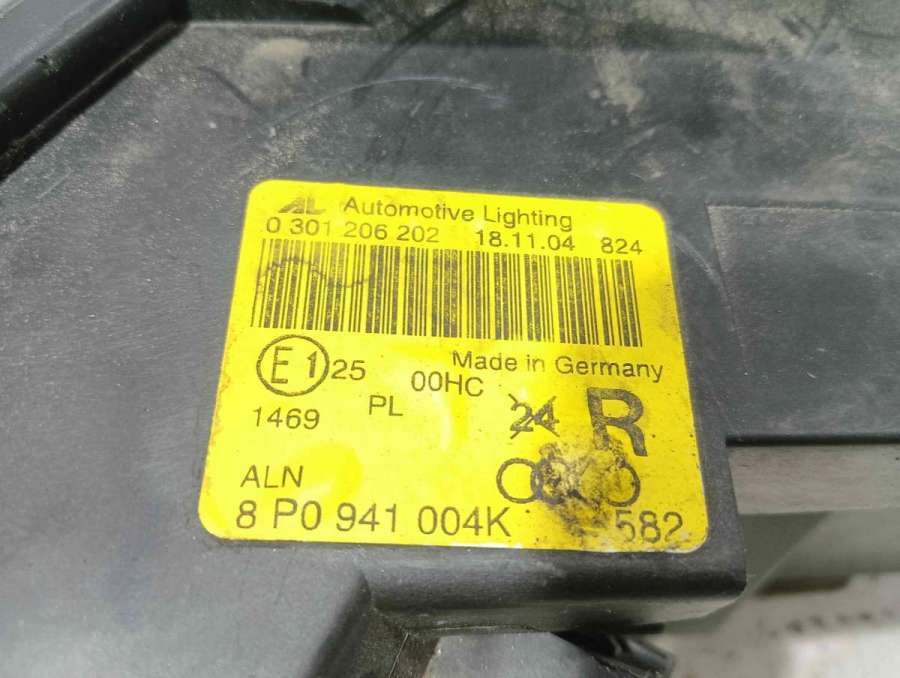 AL Automotive Lighting
0 301 206 202 18.11.04 824
Made in Germany
E1 25 00HC
1469 PL 24 R
ALN
8 P0 941 004K 582